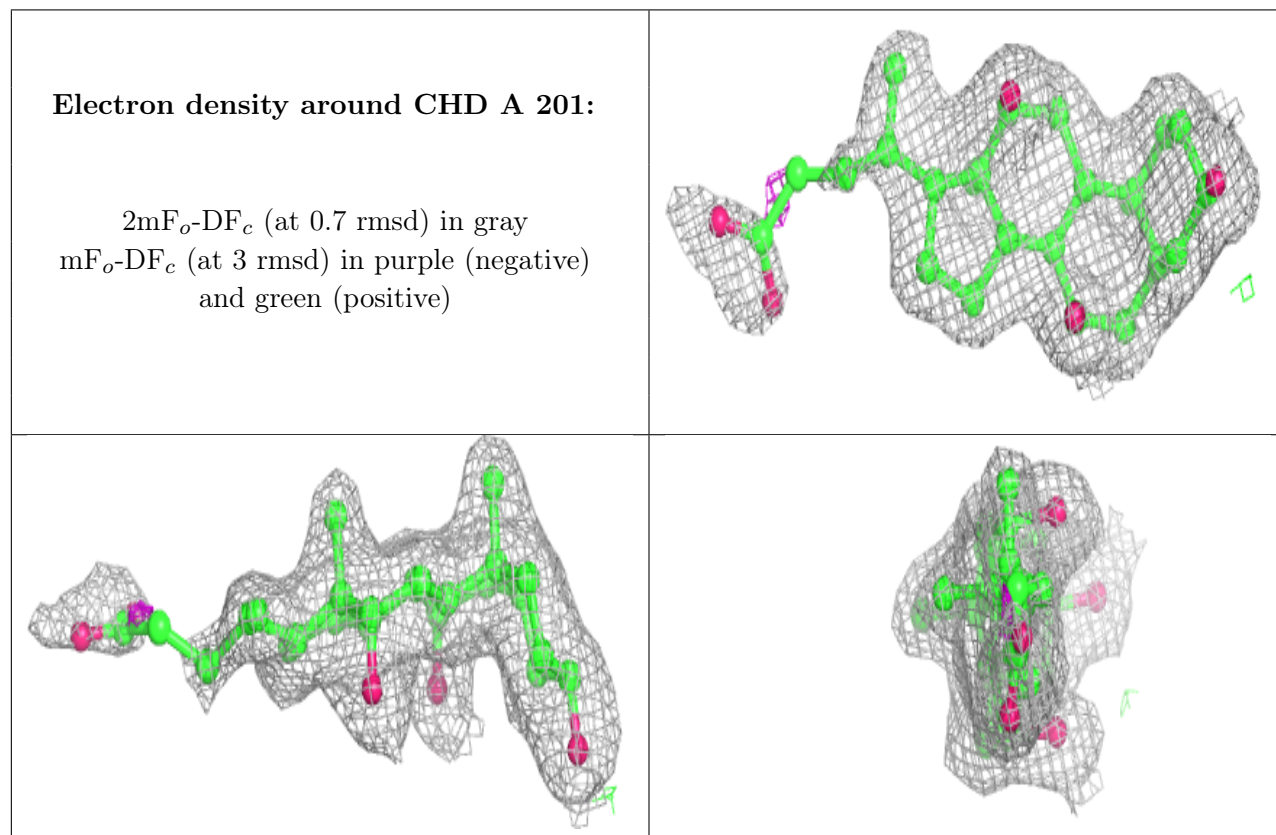 Electron density around CHD A 201:
2mFₒ-DF𝒸 (at 0.7 rmsd) in gray
mFₒ-DF𝒸 (at 3 rmsd) in purple (negative)
and green (positive)